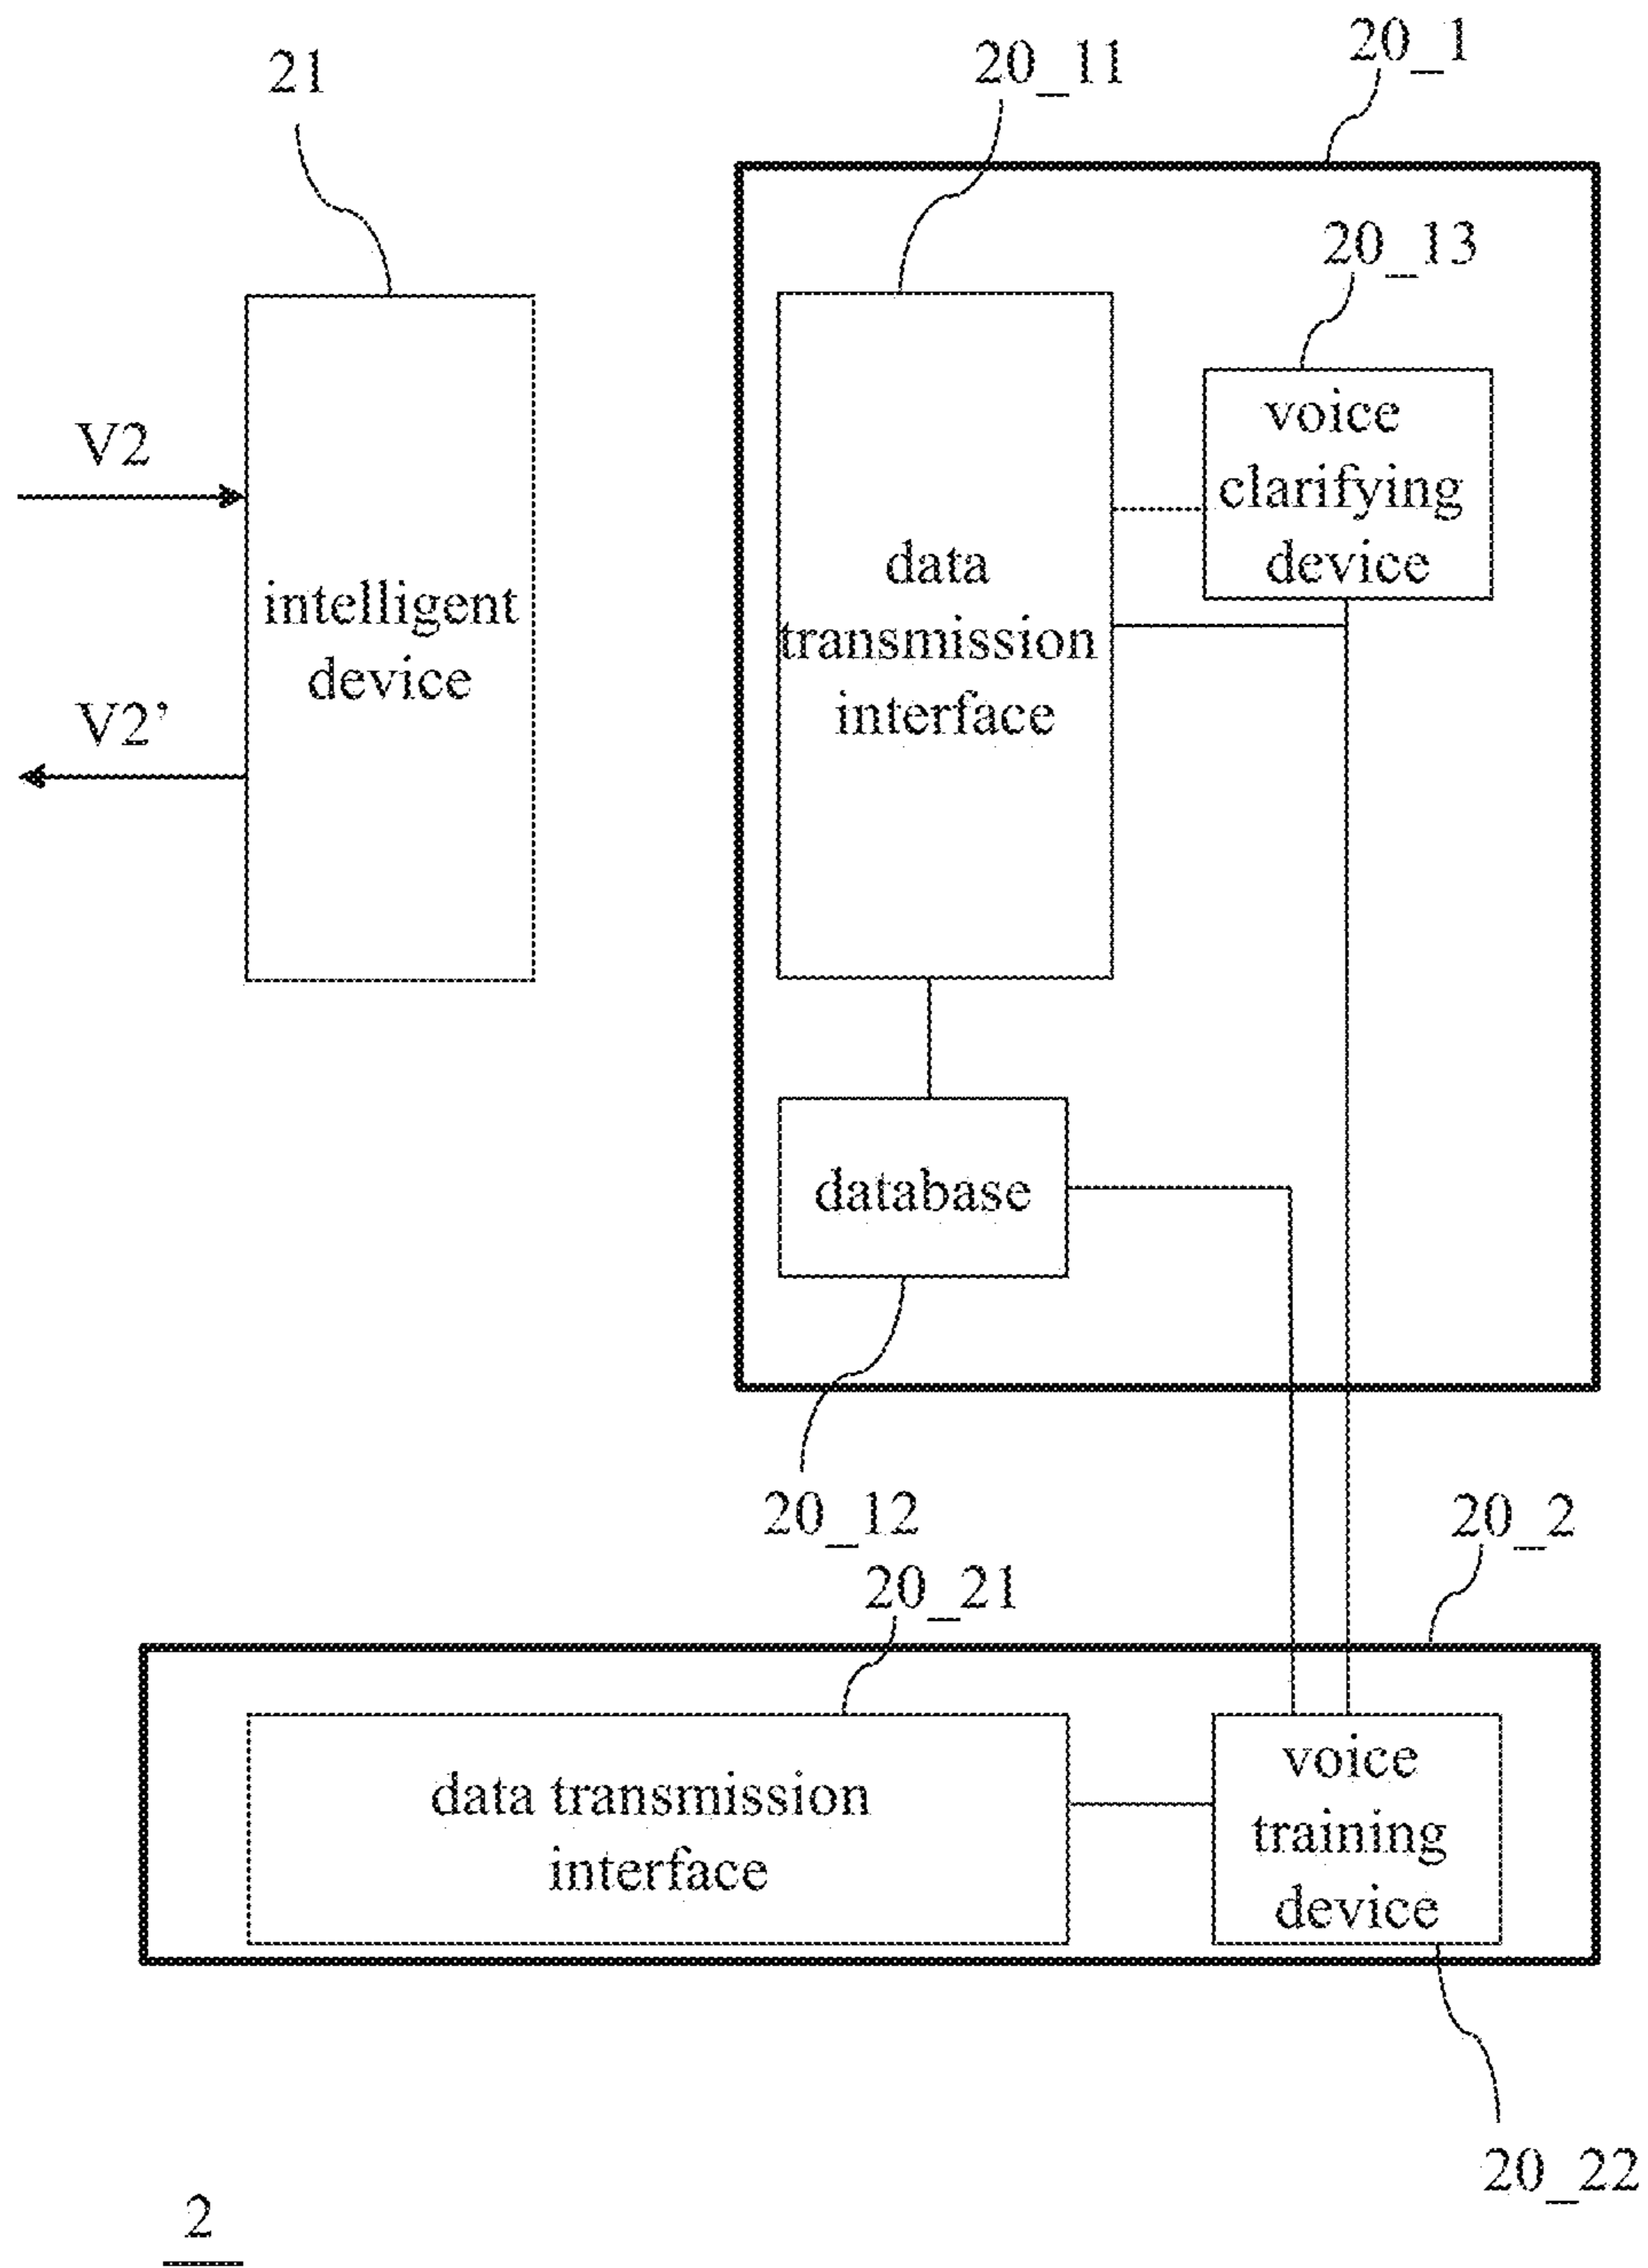 20_1
20_11
21
20_13
voice
clarifying
device
V2
data
transmission
interface
intelligent
device
V2’
database
20_12
20_2
20_21
voice
training
device
data transmission
interface
20_22
2